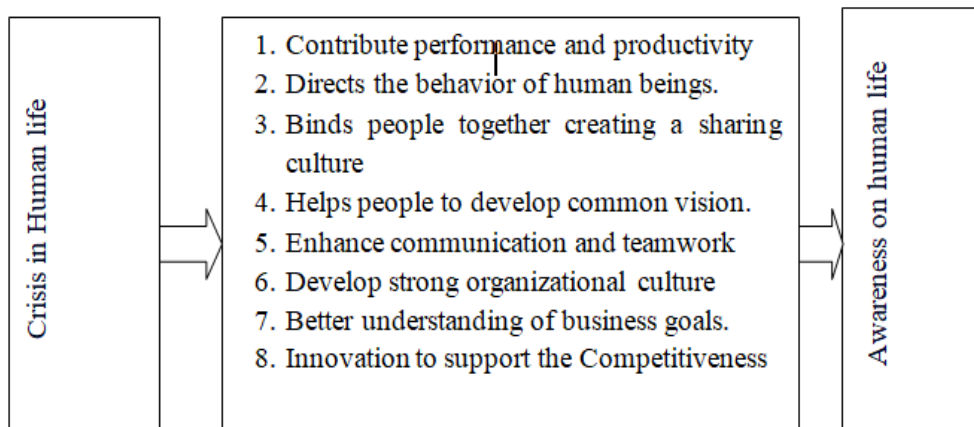 Crisis in Human life
1. Contribute performance and productivity
2. Directs the behavior of human beings.
3. Binds people together creating a sharing
culture
4. Helps people to develop common vision.
5. Enhance communication and teamwork
6. Develop strong organizational culture
7. Better understanding of business goals.
8. Innovation to support the Competitiveness
Awareness on human life